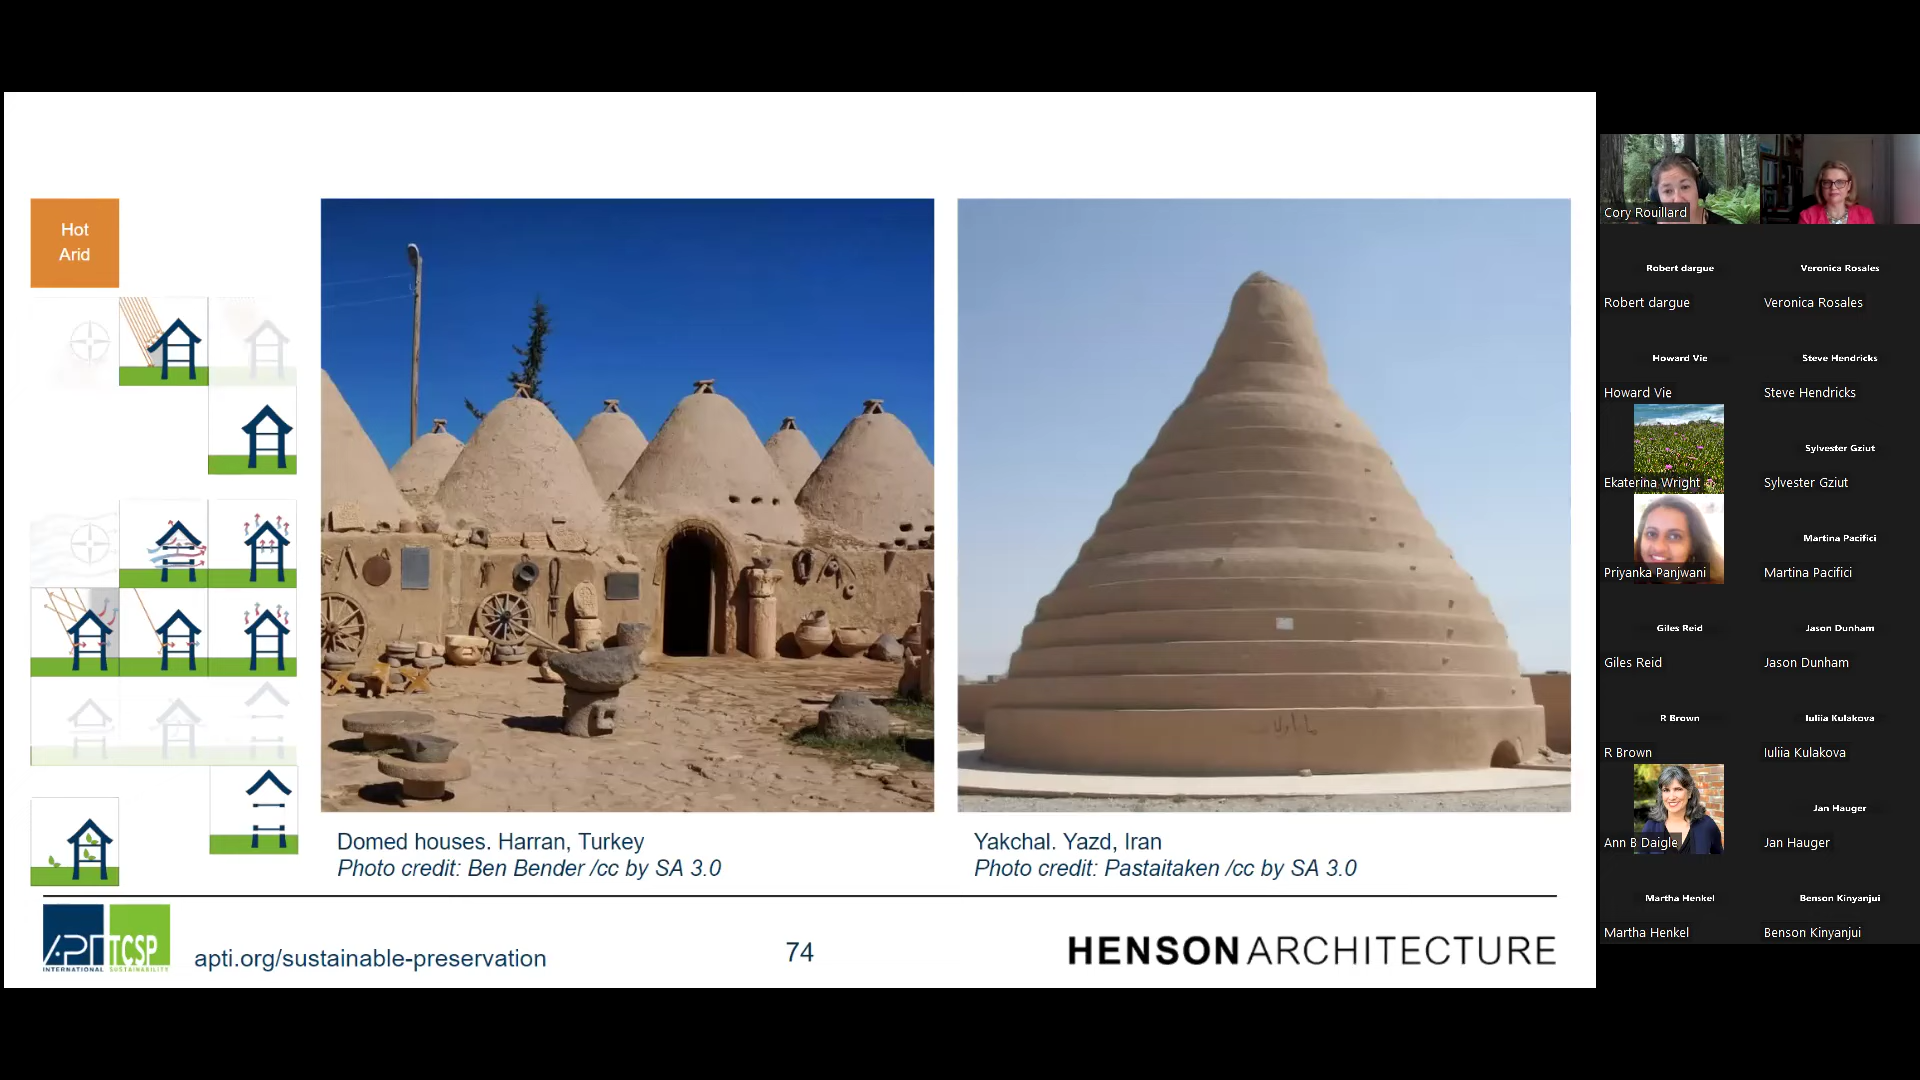 Hot
Arid
Domed houses. Harran, Turkey
Photo credit: Ben Bender /cc by SA 3.0
Yakchal. Yazd, Iran
Photo credit: Pastaitaken /cc by SA 3.0
APTI TCSP
INTERNATIONAL SUSTAINABILITY
apti.org/sustainable-preservation
74
HENSON ARCHITECTURE
Cory Rouillard
Robert dargue
Veronica Rosales
Robert dargue
Veronica Rosales
Howard Vie
Steve Hendricks
Howard Vie
Steve Hendricks
Sylvester Gziut
Ekaterina Wright
Sylvester Gziut
Martina Pacifici
Priyanka Panjwani
Martina Pacifici
Giles Reid
Jason Dunham
Giles Reid
Jason Dunham
R Brown
Iuliia Kulakova
R Brown
Iuliia Kulakova
Jan Hauger
Ann B Daigle
Jan Hauger
Martha Henkel
Benson Kinyanjui
Martha Henkel
Benson Kinyanjui